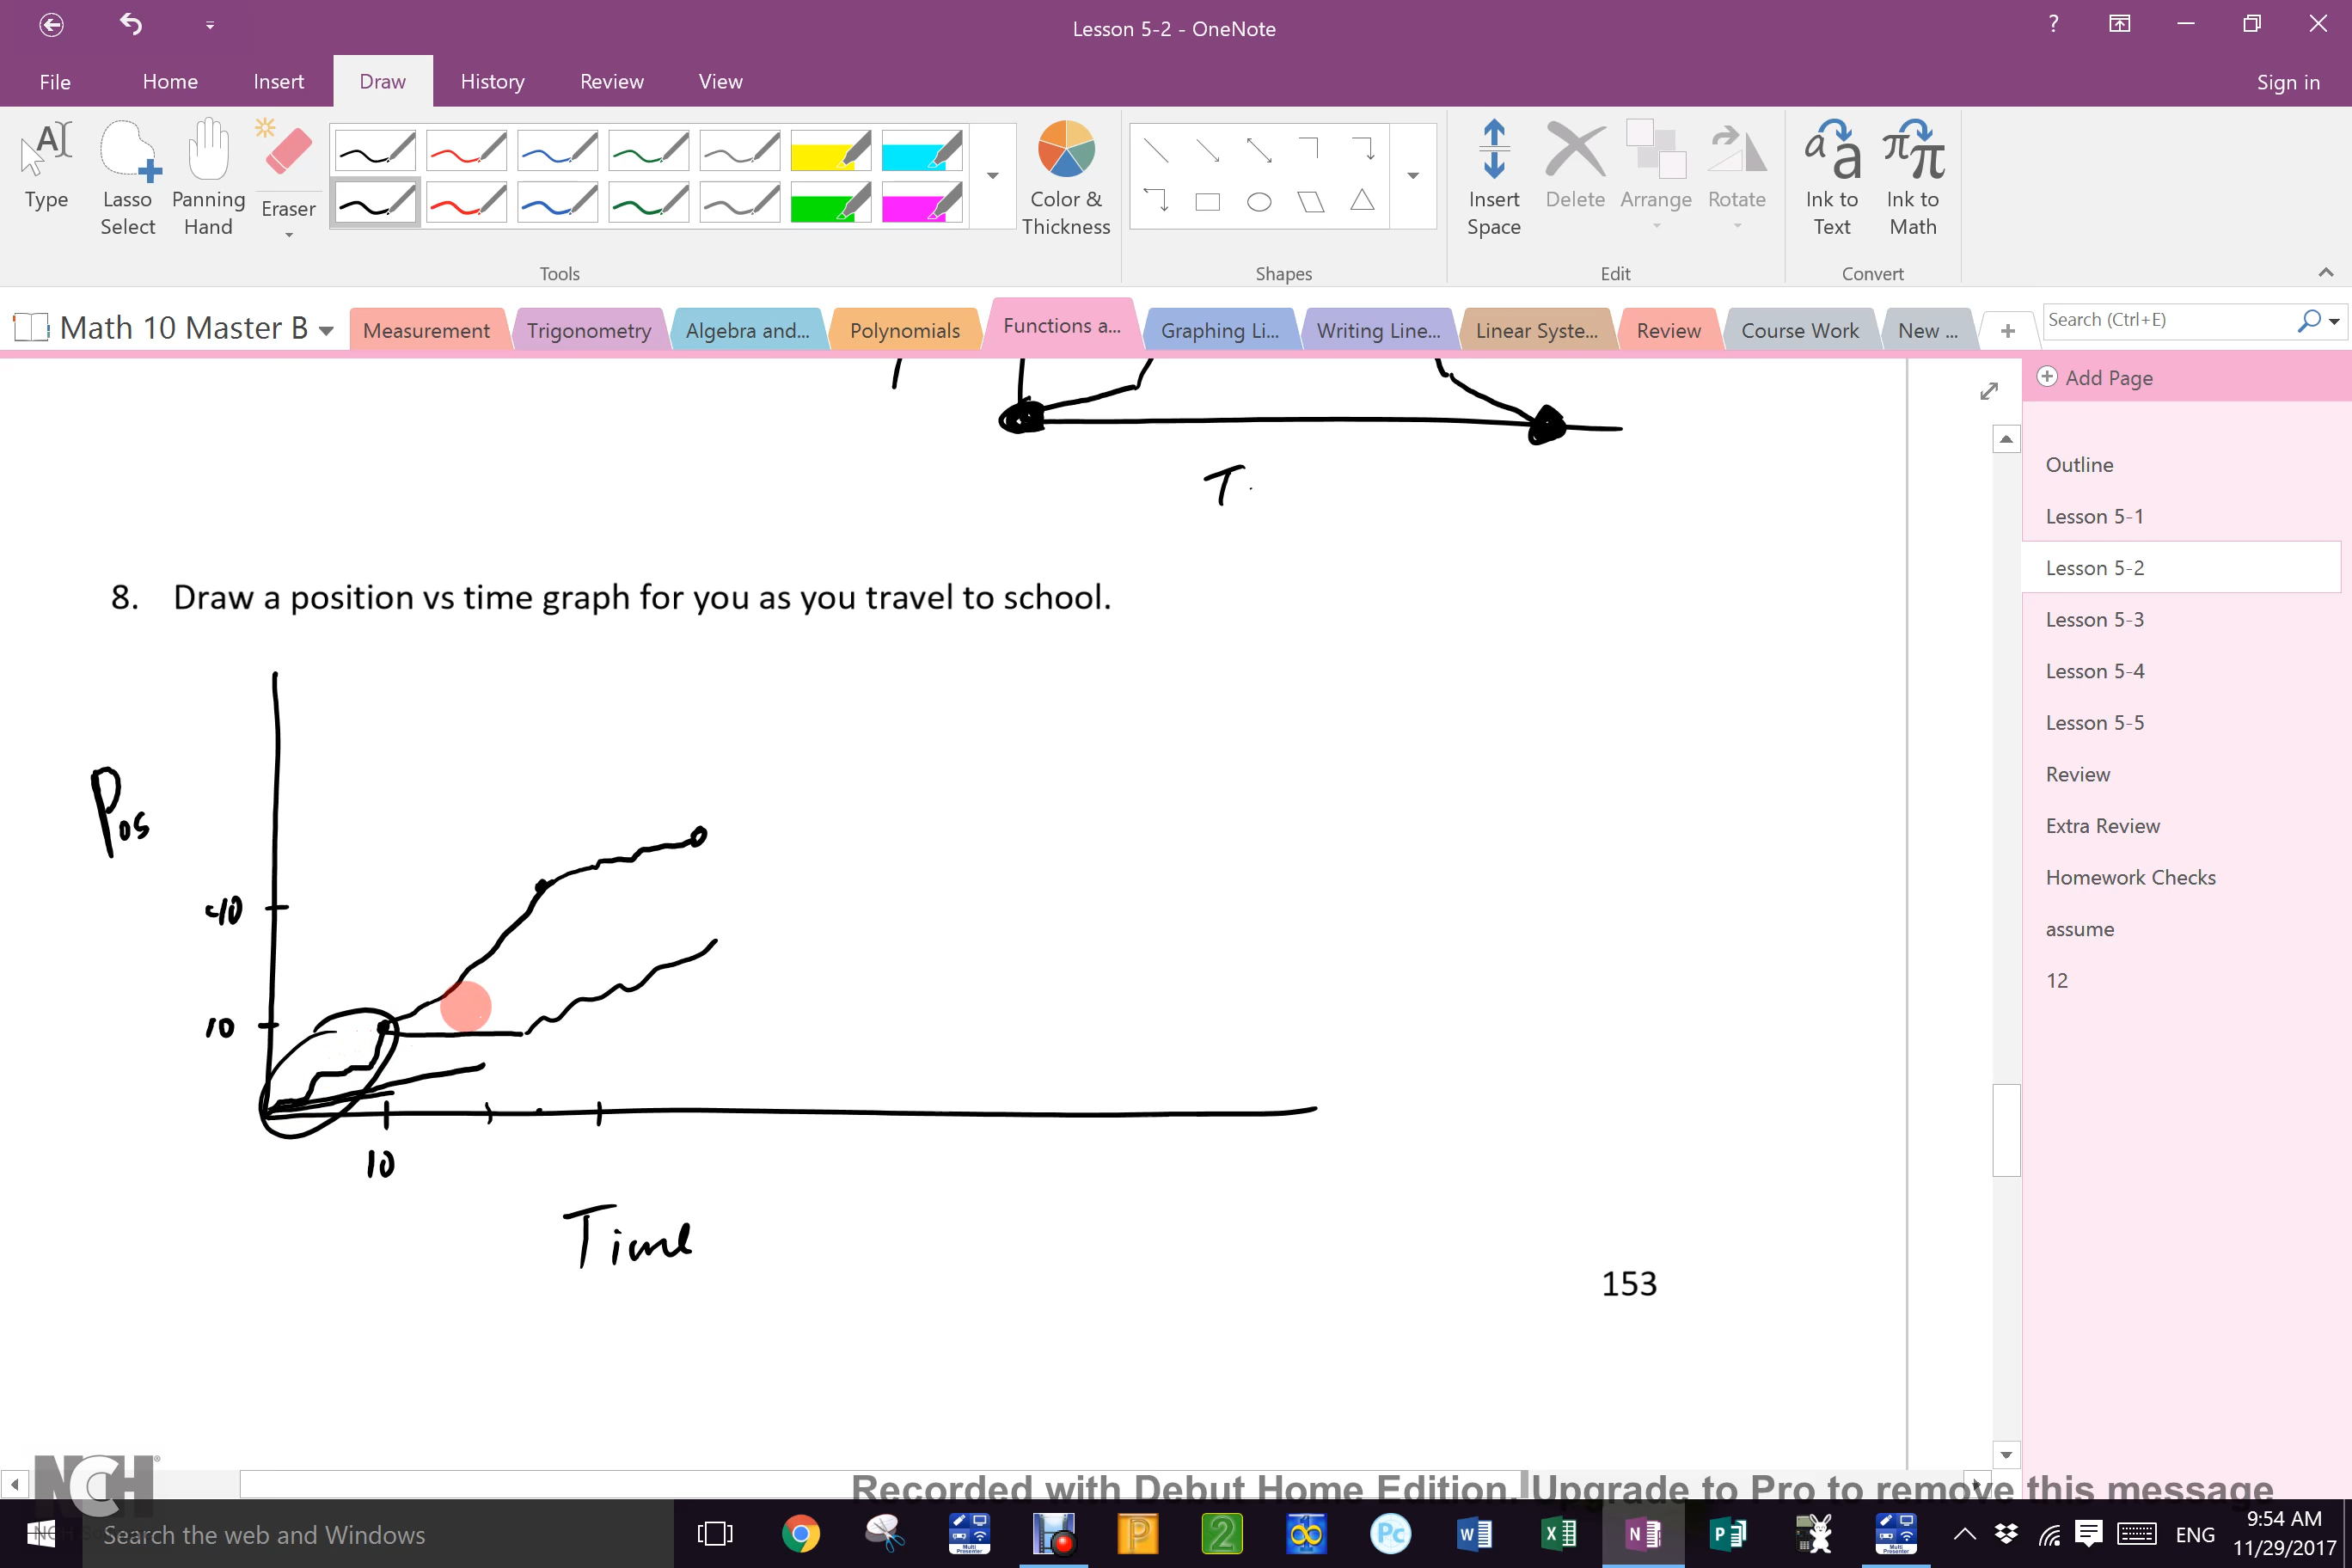 Lesson 5-2 - OneNote
?
File Home Insert Draw History Review View Sign in
Type
Lasso Select
Panning Hand
Eraser
Color & Thickness
Insert Space
Delete
Arrange
Rotate
Ink to Text
Ink to Math
Tools Shapes Edit Convert
Math 10 Master B Measurement Trigonometry Algebra and... Polynomials Functions a... Graphing Li... Writing Line... Linear Syste... Review Course Work New ... + Search (Ctrl+E)
Add Page
Outline
Lesson 5-1
Lesson 5-2
Lesson 5-3
Lesson 5-4
Lesson 5-5
Review
Extra Review
Homework Checks
assume
12
T
8. Draw a position vs time graph for you as you travel to school.
Pos
40
10
10
Time
153
NCH
Recorded with Debut Home Edition. Upgrade to Pro to remove this message
Search the web and Windows
ENG
9:54 AM
11/29/2017